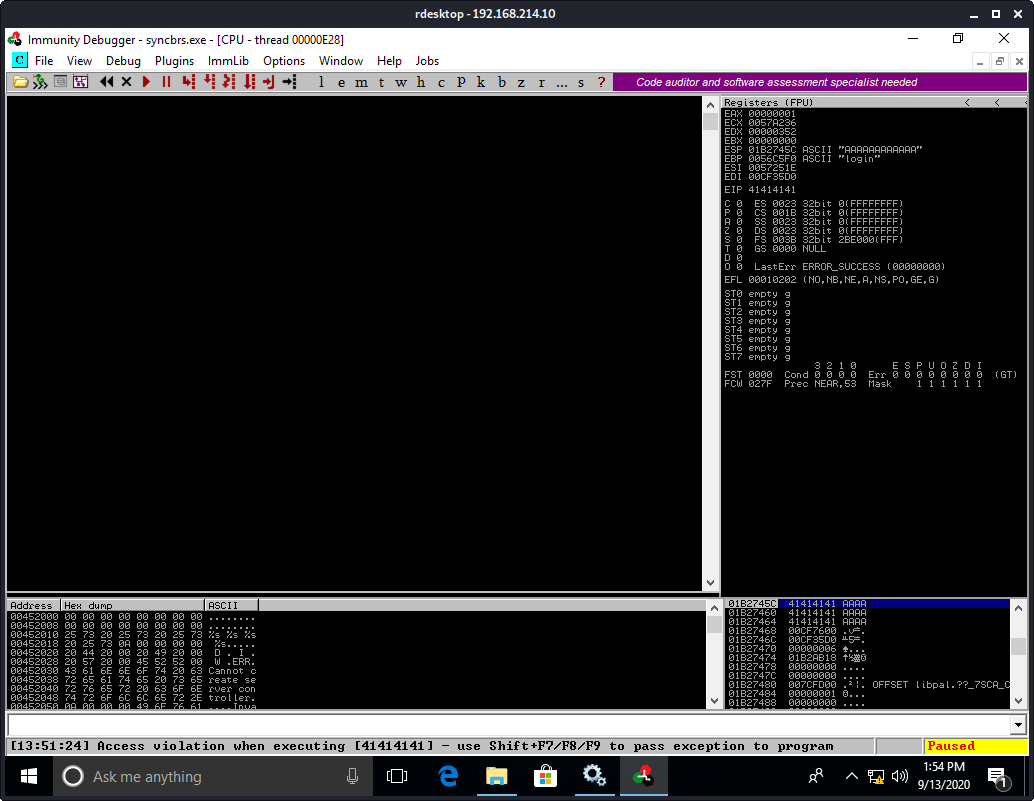 rdesktop - 192.168.214.10
Immunity Debugger - syncbrs.exe - [CPU - thread 00000E28]
C File View Debug Plugins ImmLib Options Window Help Jobs
l e m t w h c P k b z r ... s ? Code auditor and software assessment specialist needed
Registers (FPU) < < <
EAX 00000001
ECX 0057A236
EDX 00000352
EBX 00000000
ESP 01B2745C ASCII "AAAAAAAAAAAA"
EBP 0056C5F0 ASCII "login"
ESI 0057251E
EDI 00CF35D0
EIP 41414141
C 0 ES 0023 32bit 0(FFFFFFFF)
P 0 CS 001B 32bit 0(FFFFFFFF)
A 0 SS 0023 32bit 0(FFFFFFFF)
Z 0 DS 0023 32bit 0(FFFFFFFF)
S 0 FS 003B 32bit 2BE000(FFF)
T 0 GS 0000 NULL
D 0
O 0 LastErr ERROR_SUCCESS (00000000)
EFL 00010202 (NO,NB,NE,A,NS,PO,GE,G)
ST0 empty g
ST1 empty g
ST2 empty g
ST3 empty g
ST4 empty g
ST5 empty g
ST6 empty g
ST7 empty g
3 2 1 0 E S P U O Z D I
FST 0000 Cond 0 0 0 0 Err 0 0 0 0 0 0 0 0 (GT)
FCW 027F Prec NEAR,53 Mask 1 1 1 1 1 1
Address Hex dump ASCII
00452000 00 00 00 00 00 00 00 00 ........
00452008 00 00 00 00 00 00 00 00 ........
00452010 25 73 20 25 73 20 25 73 %s %s %s
00452018 20 25 73 0A 00 00 00 00 %s.....
00452020 20 44 20 00 20 49 20 00 D . I .
00452028 20 57 20 00 45 52 52 00 W .ERR.
00452030 43 61 6E 6E 6F 74 20 63 Cannot c
00452038 72 65 61 74 65 20 73 65 reate se
00452040 72 76 65 72 20 63 6F 6E rver con
00452048 74 72 6F 6C 6C 65 72 2E troller.
00452050 0A 00 00 00 49 6E 76 61 ....Inva
01B2745C 41414141 AAAA
01B27460 41414141 AAAA
01B27464 41414141 AAAA
01B27468 00CF7600
01B2746C 00CF35D0
01B27470 00000006
01B27474 01B2AB18
01B27478 00000000 ....
01B2747C 00000000 ....
01B27480 007CFD00 OFFSET libpal.??_7SCA_C
01B27484 00000001
01B27488 00000000 ....
[13:51:24] Access violation when executing [41414141] - use Shift+F7/F8/F9 to pass exception to program Paused
Ask me anything
1:54 PM
9/13/2020
1